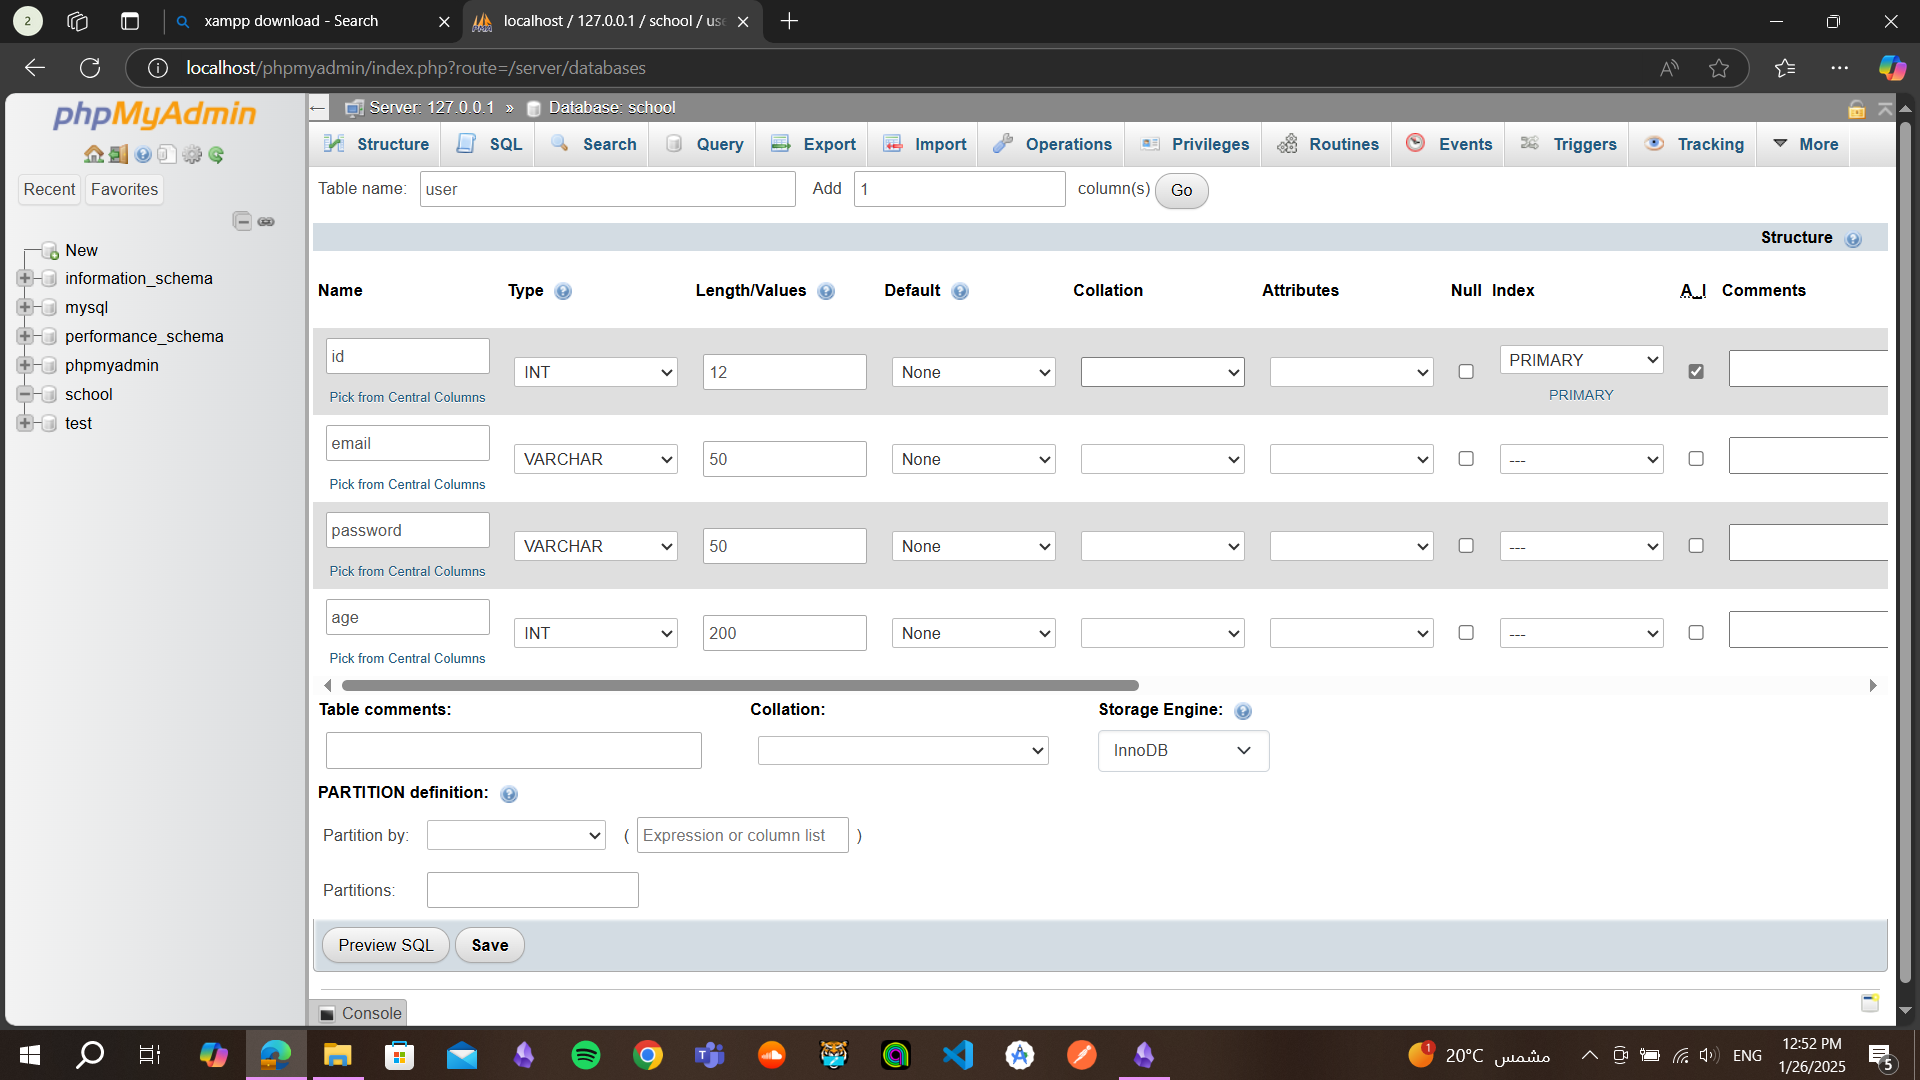 2
xampp download - Search
localhost / 127.0.0.1 / school / use
localhost/phpmyadmin/index.php?route=/server/databases
phpMyAdmin
Recent
Favorites
New
information_schema
mysql
performance_schema
phpmyadmin
school
test
Server: 127.0.0.1 » Database: school
Structure SQL Search Query Export Import Operations Privileges Routines Events Triggers Tracking More
Table name: user Add 1 column(s) Go
Structure
Name Type Length/Values Default Collation Attributes Null Index A_I Comments
id INT 12 None PRIMARY
Pick from Central Columns PRIMARY
email VARCHAR 50 None ---
Pick from Central Columns
password VARCHAR 50 None ---
Pick from Central Columns
age INT 200 None ---
Pick from Central Columns
Table comments: Collation: Storage Engine:
InnoDB
PARTITION definition:
Partition by: ( Expression or column list )
Partitions:
Preview SQL Save
Console
1 20°C مشمس ENG 12:52 PM
1/26/2025
5